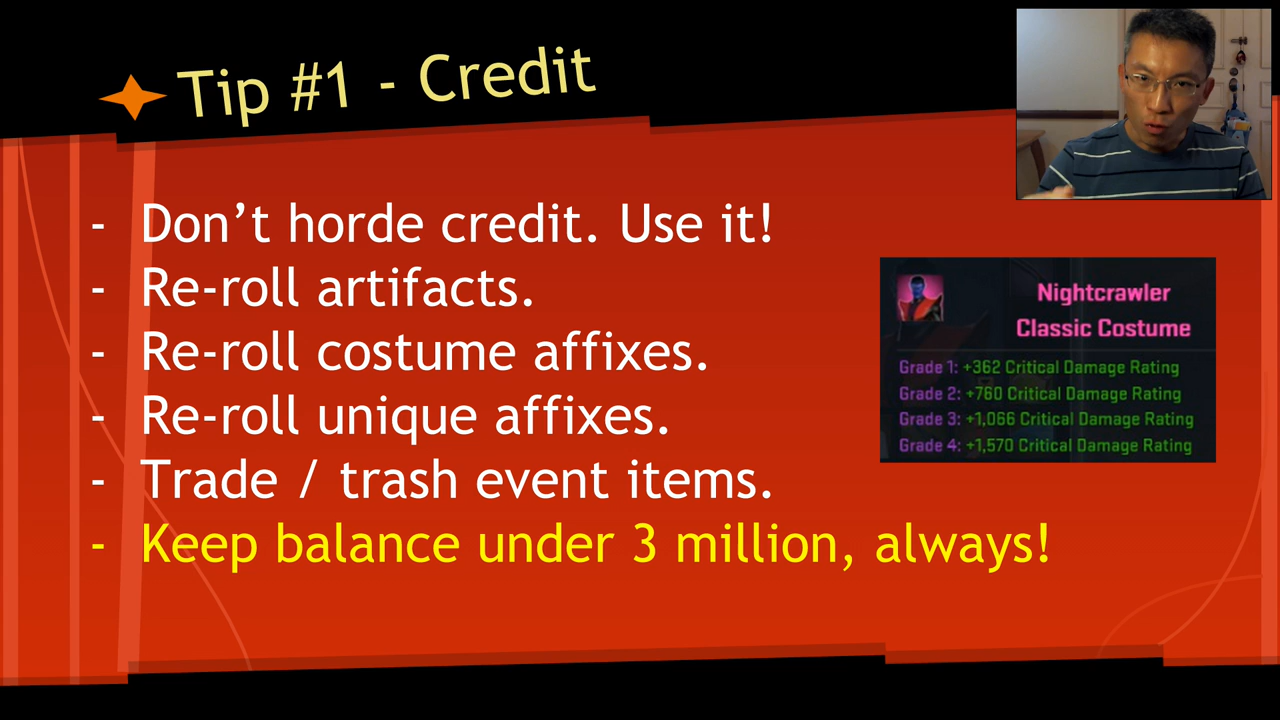 Tip #1 - Credit
- Don’t horde credit. Use it!
- Re-roll artifacts.
- Re-roll costume affixes.
- Re-roll unique affixes.
- Trade / trash event items.
- Keep balance under 3 million, always!
Nightcrawler
Classic Costume
Grade 1: +362 Critical Damage Rating
Grade 2: +760 Critical Damage Rating
Grade 3: +1,066 Critical Damage Rating
Grade 4: +1,570 Critical Damage Rating